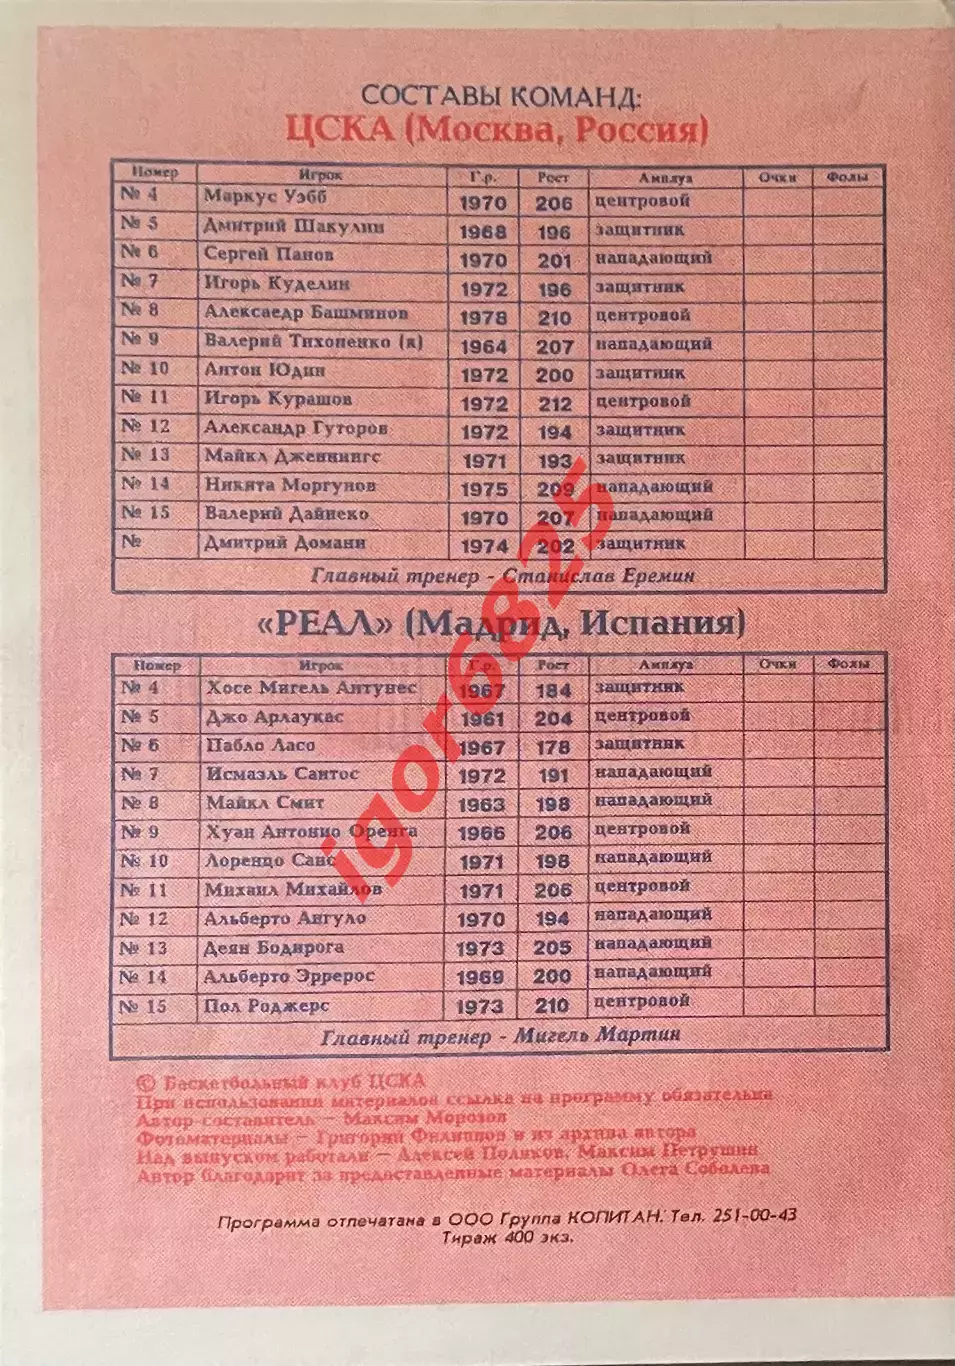 СОСТАВЫ КОМАНД:
ЦСКА (Москва, Россия)
Номер Игрок Г.р. Рост Амплуа Очки Фолы
№ 4 Маркус Уэбб 1970 206 центровой
№ 5 Дмитрий Шакулин 1968 196 защитник
№ 6 Сергей Панов 1970 201 нападающий
№ 7 Игорь Куделин 1972 196 защитник
№ 8 Алексаедр Башминов 1978 210 центровой
№ 9 Валерий Тихоненко (к) 1964 207 нападающий
№ 10 Антон Юдин 1972 200 защитник
№ 11 Игорь Курашов 1972 212 центровой
№ 12 Александр Гуторов 1972 194 защитник
№ 13 Майкл Дженнингс 1971 193 защитник
№ 14 Никита Моргунов 1975 209 нападающий
№ 15 Валерий Дайнеко 1970 207 нападающий
№ Дмитрий Домани 1974 202 защитник
Главный тренер - Станислав Еремин
«РЕАЛ» (Мадрид, Испания)
Номер Игрок Г.р. Рост Амплуа Очки Фолы
№ 4 Хосе Мигель Антунес 1967 184 защитник
№ 5 Джо Арлаукас 1961 204 центровой
№ 6 Пабло Ласо 1967 178 защитник
№ 7 Исмаэль Сантос 1972 191 нападающий
№ 8 Майкл Смит 1963 198 нападающий
№ 9 Хуан Антонио Оренга 1966 206 центровой
№ 10 Лоренцо Санс 1971 198 нападающий
№ 11 Михаил Михайлов 1971 206 центровой
№ 12 Альберто Ангуло 1970 194 нападающий
№ 13 Деян Бодирога 1973 205 нападающий
№ 14 Альберто Эррерос 1969 200 нападающий
№ 15 Пол Роджерс 1973 210 центровой
Главный тренер - Мигель Мартин
© Баскетбольный клуб ЦСКА
При использовании материалов ссылка на программу обязательна
Автор-составитель – Максим Морозов
Фотоматериалы – Григорий Филиппов и из архива автора
Над выпуском работали – Алексей Поляков, Максим Петрушин
Автор благодарит за предоставленные материалы Олега Соболева
Программа отпечатана в ООО Группа КОПИТАН. Тел. 251-00-43
Тираж 400 экз.
igor6825